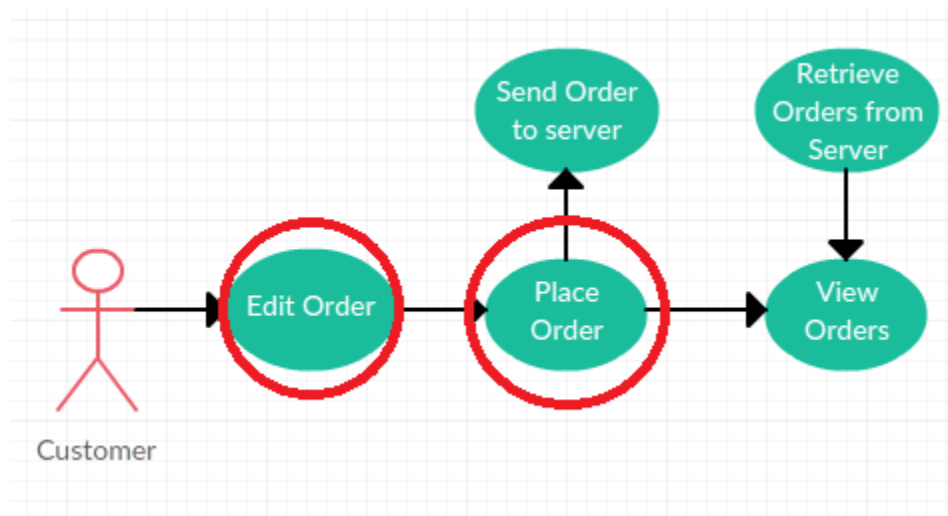 Send Order
to server
Retrieve
Orders from
Server
Edit Order
Place
Order
View
Orders
Customer